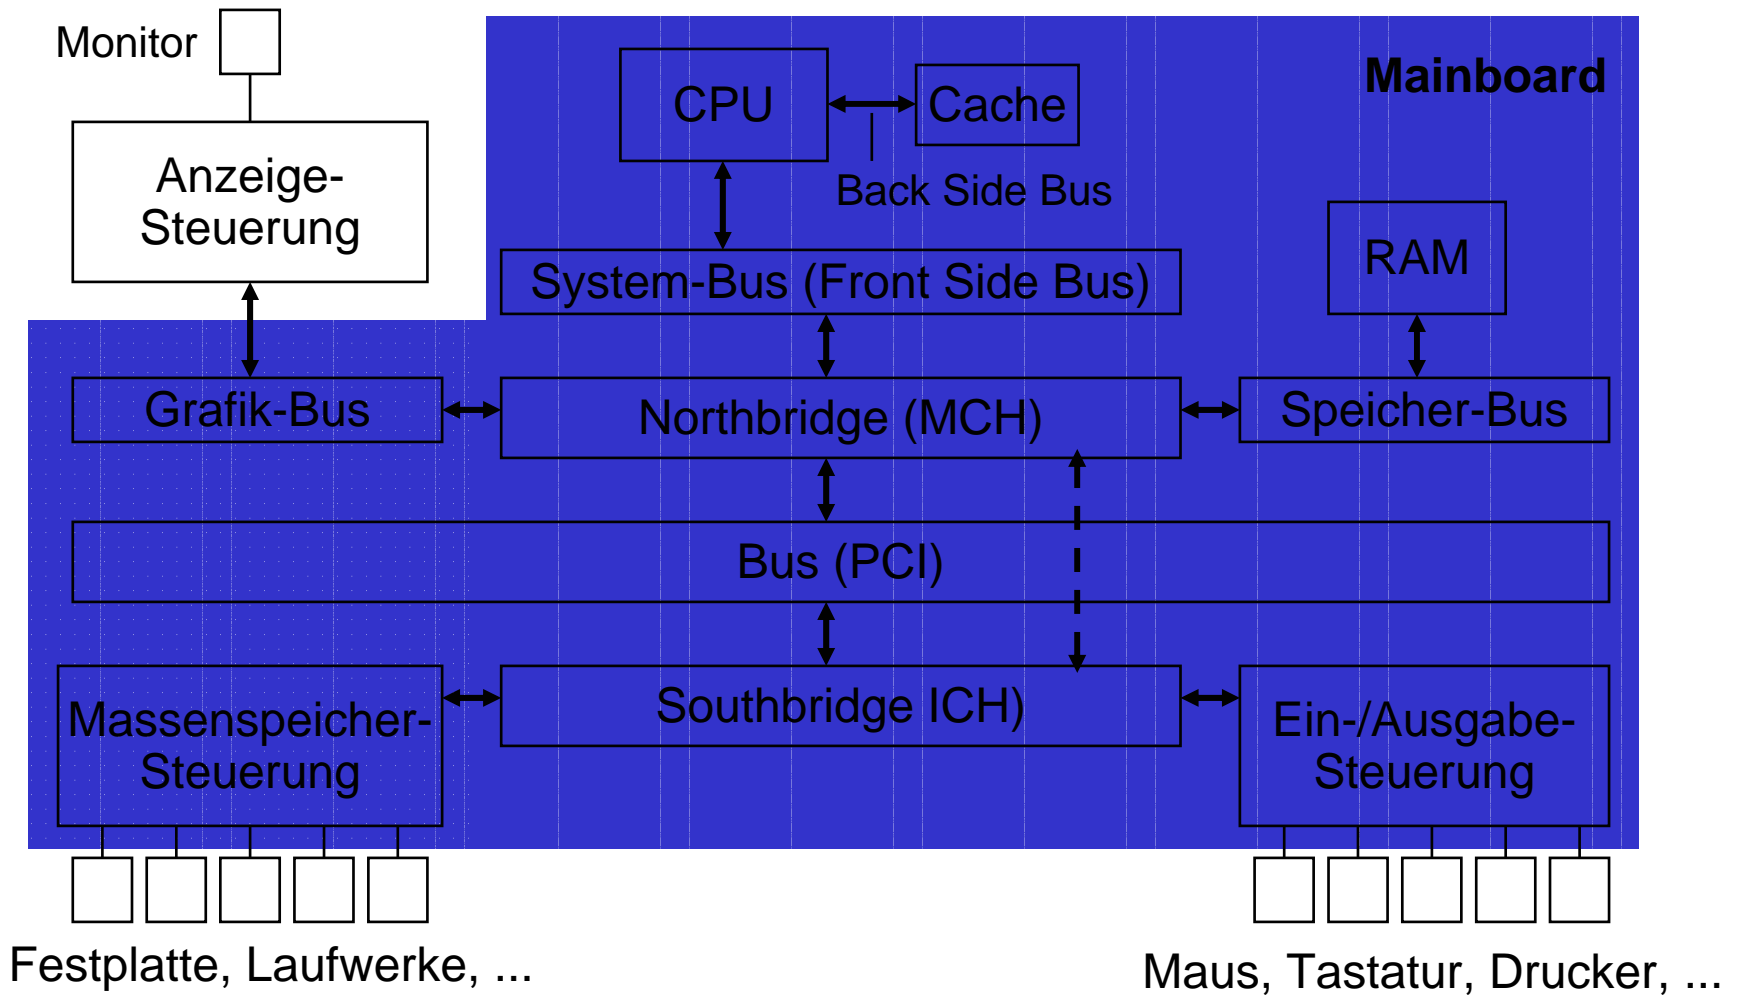 Monitor
Mainboard
CPU
Cache
Back Side Bus
Anzeige-
Steuerung
System-Bus (Front Side Bus)
RAM
Grafik-Bus
Northbridge (MCH)
Speicher-Bus
Bus (PCI)
Massenspeicher-
Steuerung
Southbridge ICH)
Ein-/Ausgabe-
Steuerung
Festplatte, Laufwerke, ...
Maus, Tastatur, Drucker, ...